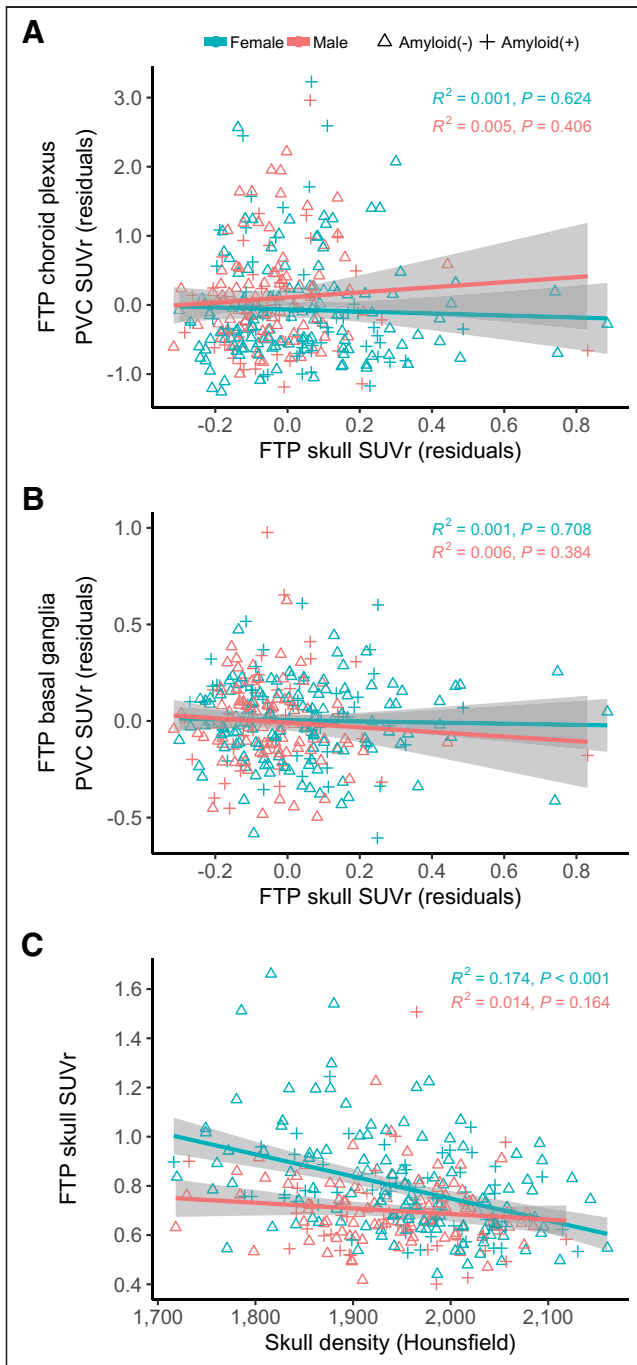 A
Female Male Amyloid(-) Amyloid(+)
R² = 0.001, P = 0.624
R² = 0.005, P = 0.406
FTP choroid plexus
PVC SUVr (residuals)
3.0
2.0
1.0
0.0
-1.0
-0.2 0.0 0.2 0.4 0.6 0.8
FTP skull SUVr (residuals)
B
R² = 0.001, P = 0.708
R² = 0.006, P = 0.384
FTP basal ganglia
PVC SUVr (residuals)
1.0
0.5
0.0
-0.5
-0.2 0.0 0.2 0.4 0.6 0.8
FTP skull SUVr (residuals)
C
R² = 0.174, P < 0.001
R² = 0.014, P = 0.164
FTP skull SUVr
1.6
1.4
1.2
1.0
0.8
0.6
0.4
1,700 1,800 1,900 2,000 2,100
Skull density (Hounsfield)